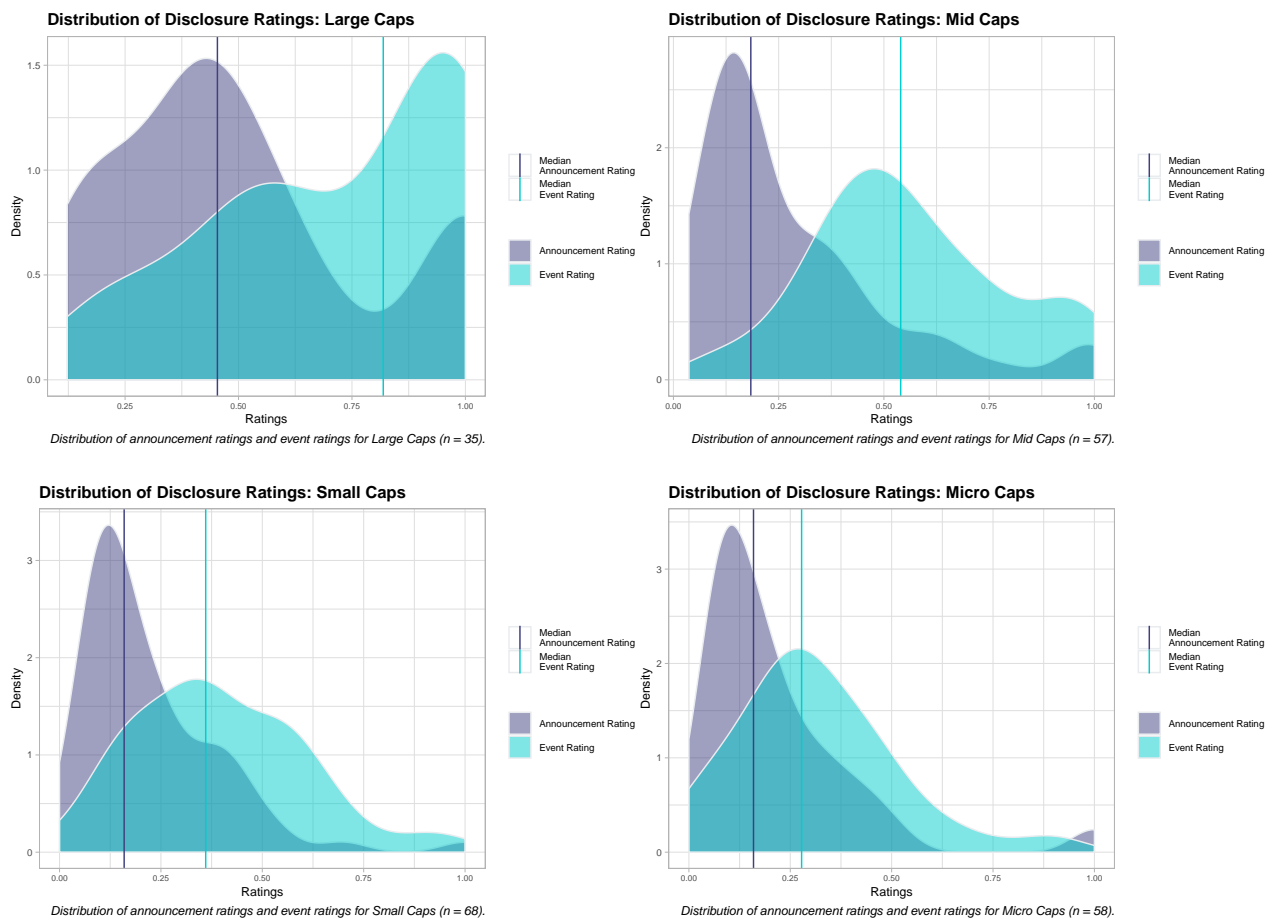 Distribution of Disclosure Ratings: Large Caps
1.5
1.0
0.5
0.0
Density
0.25
0.50
0.75
1.00
Ratings
Median
Announcement Rating
Median
Event Rating
Announcement Rating
Event Rating
Distribution of announcement ratings and event ratings for Large Caps (n = 35).
Distribution of Disclosure Ratings: Mid Caps
2
1
0
Density
0.00
0.25
0.50
0.75
1.00
Ratings
Median
Announcement Rating
Median
Event Rating
Announcement Rating
Event Rating
Distribution of announcement ratings and event ratings for Mid Caps (n = 57).
Distribution of Disclosure Ratings: Small Caps
3
2
1
0
Density
0.00
0.25
0.50
0.75
1.00
Ratings
Median
Announcement Rating
Median
Event Rating
Announcement Rating
Event Rating
Distribution of announcement ratings and event ratings for Small Caps (n = 68).
Distribution of Disclosure Ratings: Micro Caps
3
2
1
0
Density
0.00
0.25
0.50
0.75
1.00
Ratings
Median
Announcement Rating
Median
Event Rating
Announcement Rating
Event Rating
Distribution of announcement ratings and event ratings for Micro Caps (n = 58).